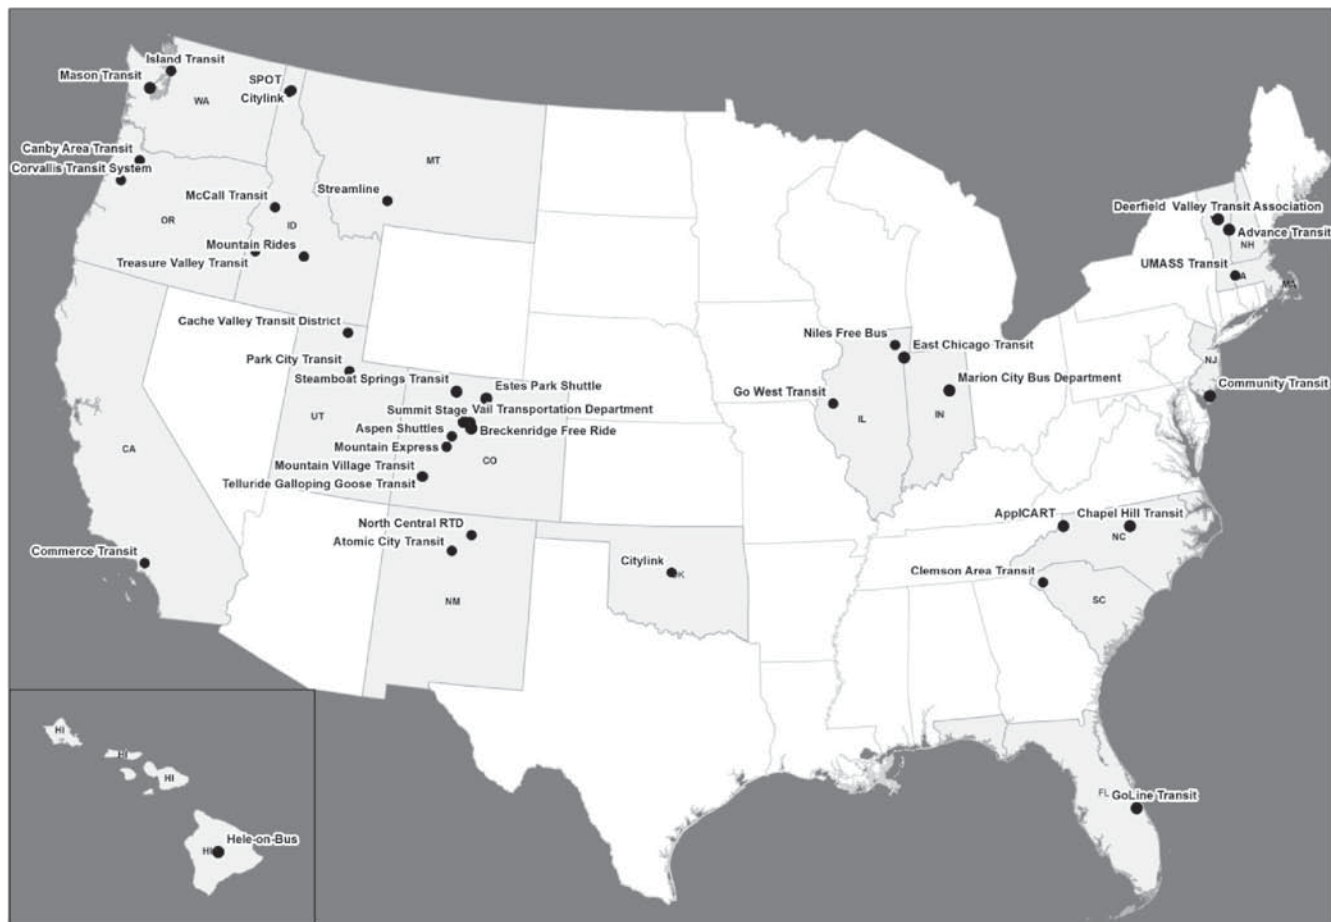 Island Transit
Mason Transit
SPOT
Citylink
WA
MT
Canby Area Transit
Corvallis Transit System
McCall Transit
Streamline
OR
ID
Mountain Rides
Treasure Valley Transit
Deerfield Valley Transit Association
Advance Transit
NH
UMASS Transit
MA
Cache Valley Transit District
Park City Transit
Steamboat Springs Transit
Estes Park Shuttle
Summit Stage
Vail Transportation Department
Aspen Shuttles
Breckenridge Free Ride
Mountain Express
Mountain Village Transit
Telluride Galloping Goose Transit
UT
CO
CA
Niles Free Bus
East Chicago Transit
Go West Transit
Marion City Bus Department
IL
IN
NJ
Community Transit
North Central RTD
Atomic City Transit
Commerce Transit
NM
Citylink
ApplCART
Chapel Hill Transit
NC
Clemson Area Transit
SC
FL
GoLine Transit
HI
HI
HI
HI
Hele-on-Bus